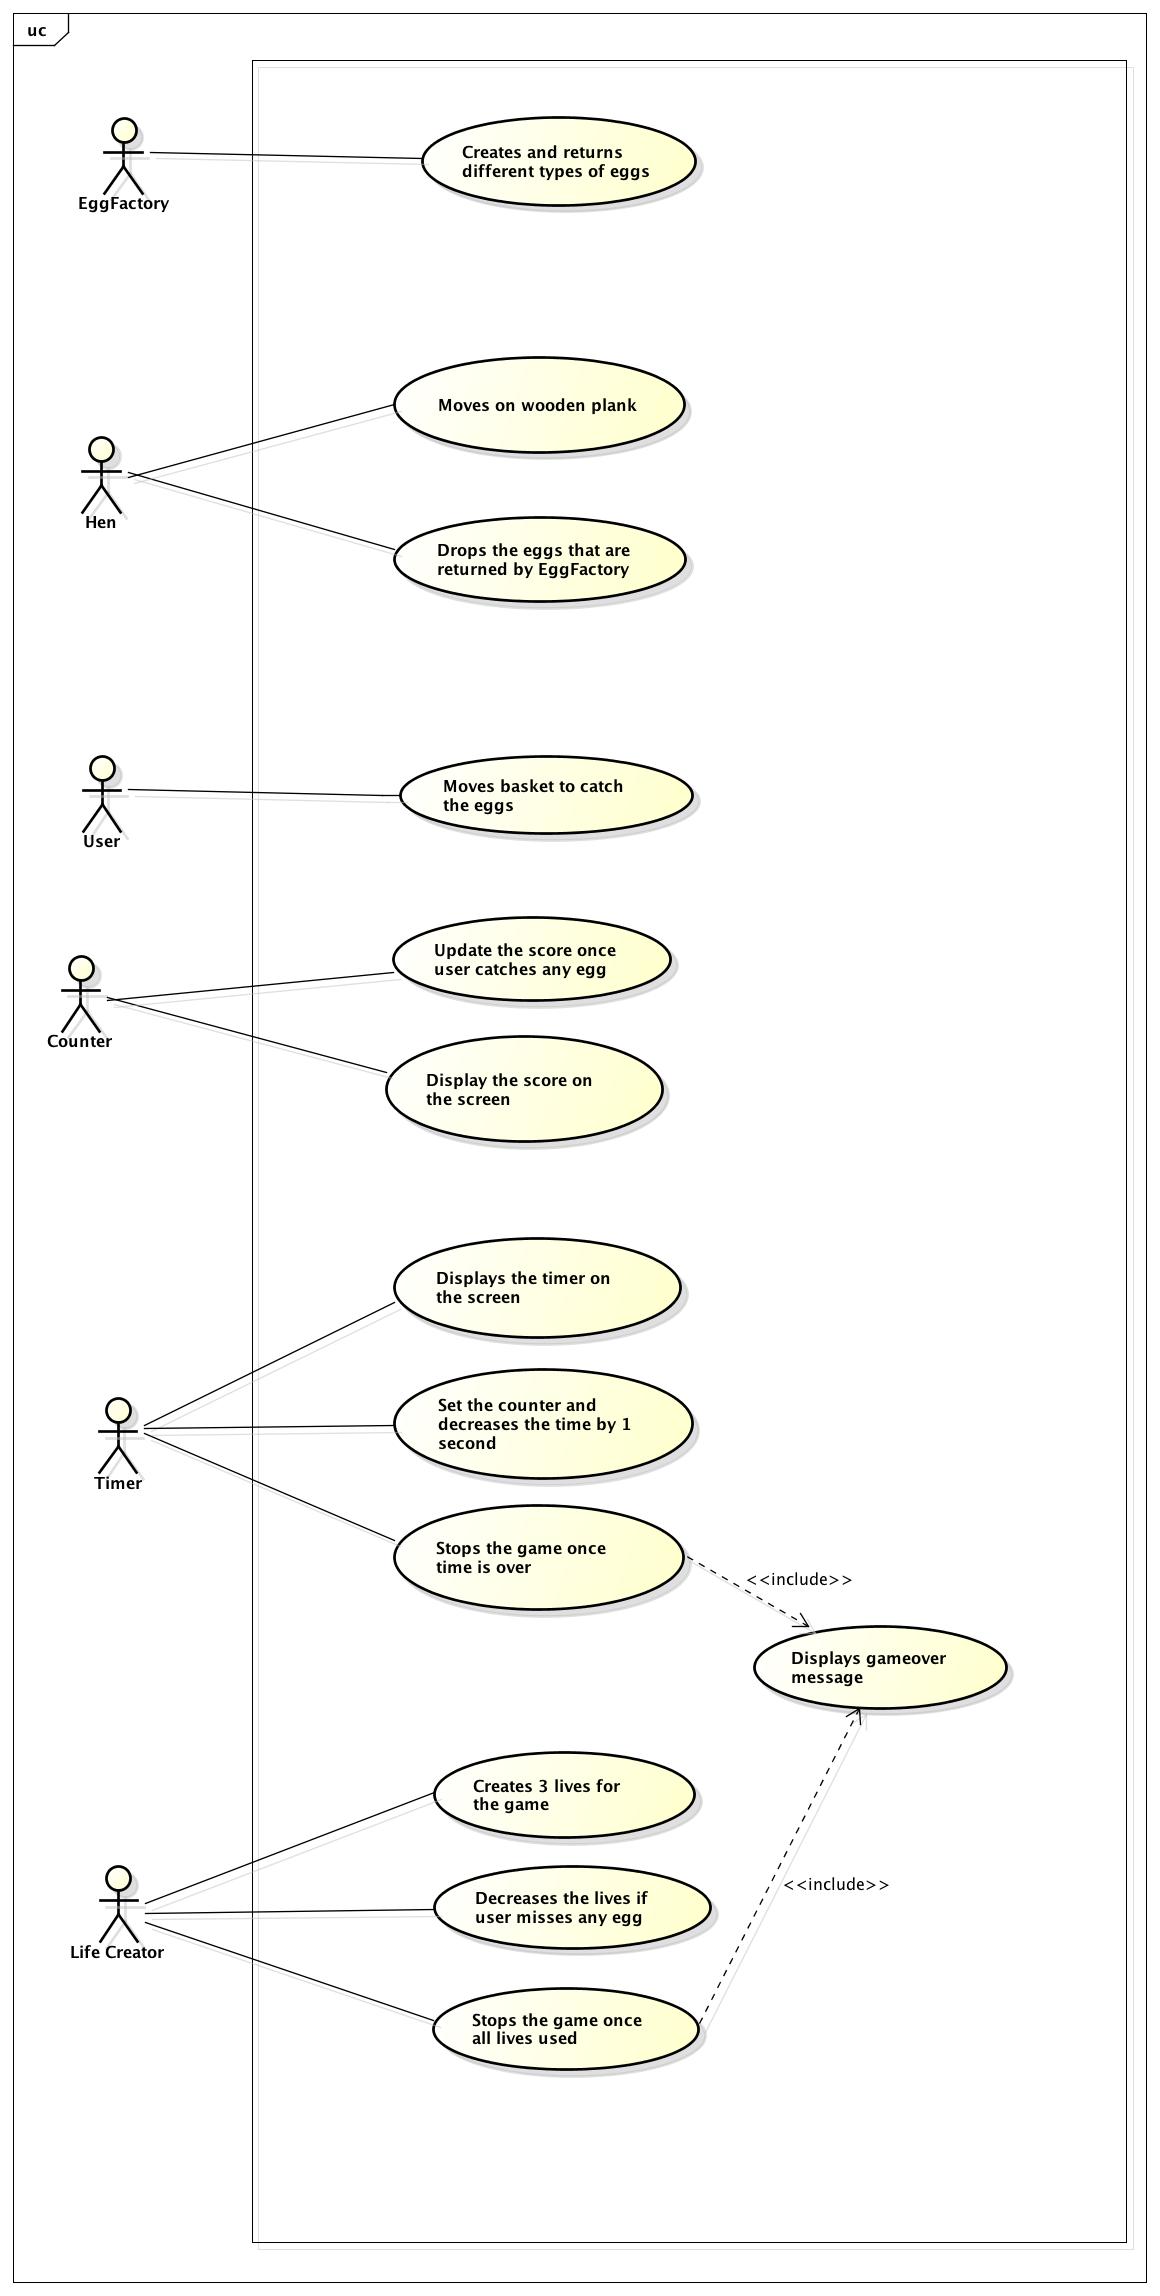 uc
Creates and returns
different types of eggs
EggFactory
Moves on wooden plank
Hen
Drops the eggs that are
returned by EggFactory
Moves basket to catch
the eggs
User
Update the score once
user catches any egg
Counter
Display the score on
the screen
Displays the timer on
the screen
Set the counter and
decreases the time by 1
second
Timer
Stops the game once
time is over
<<include>>
Displays gameover
message
Creates 3 lives for
the game
<<include>>
Decreases the lives if
user misses any egg
Life Creator
Stops the game once
all lives used